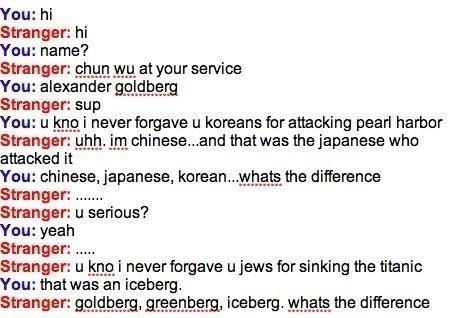 You: hi
Stranger: hi
You: name?
Stranger: chun wu at your service
You: alexander goldberg
Stranger: sup
You: u kno i never forgave u koreans for attacking pearl harbor
Stranger: uhh. im chinese...and that was the japanese who
attacked it
You: chinese, japanese, korean...whats the difference
Stranger: .......
Stranger: u serious?
You: yeah
Stranger: .....
Stranger: u kno i never forgave u jews for sinking the titanic
You: that was an iceberg.
Stranger: goldberg, greenberg, iceberg. whats the difference